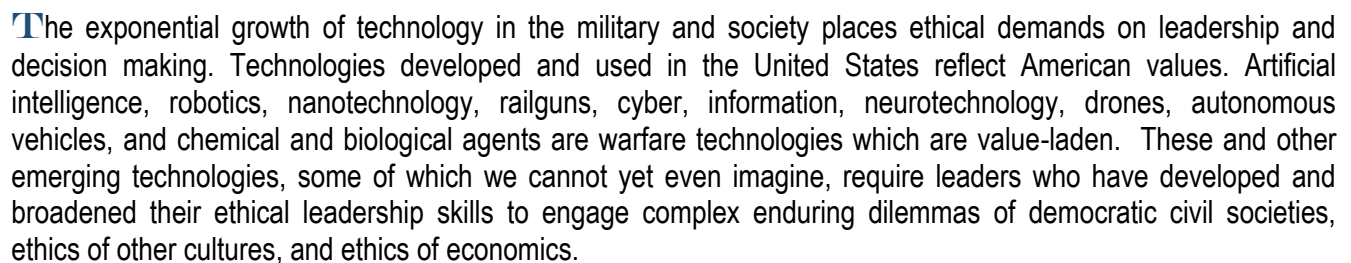 The exponential growth of technology in the military and society places ethical demands on leadership and
decision making. Technologies developed and used in the United States reflect American values. Artificial
intelligence, robotics, nanotechnology, railguns, cyber, information, neurotechnology, drones, autonomous
vehicles, and chemical and biological agents are warfare technologies which are value-laden.  These and other
emerging technologies, some of which we cannot yet even imagine, require leaders who have developed and
broadened their ethical leadership skills to engage complex enduring dilemmas of democratic civil societies,
ethics of other cultures, and ethics of economics.